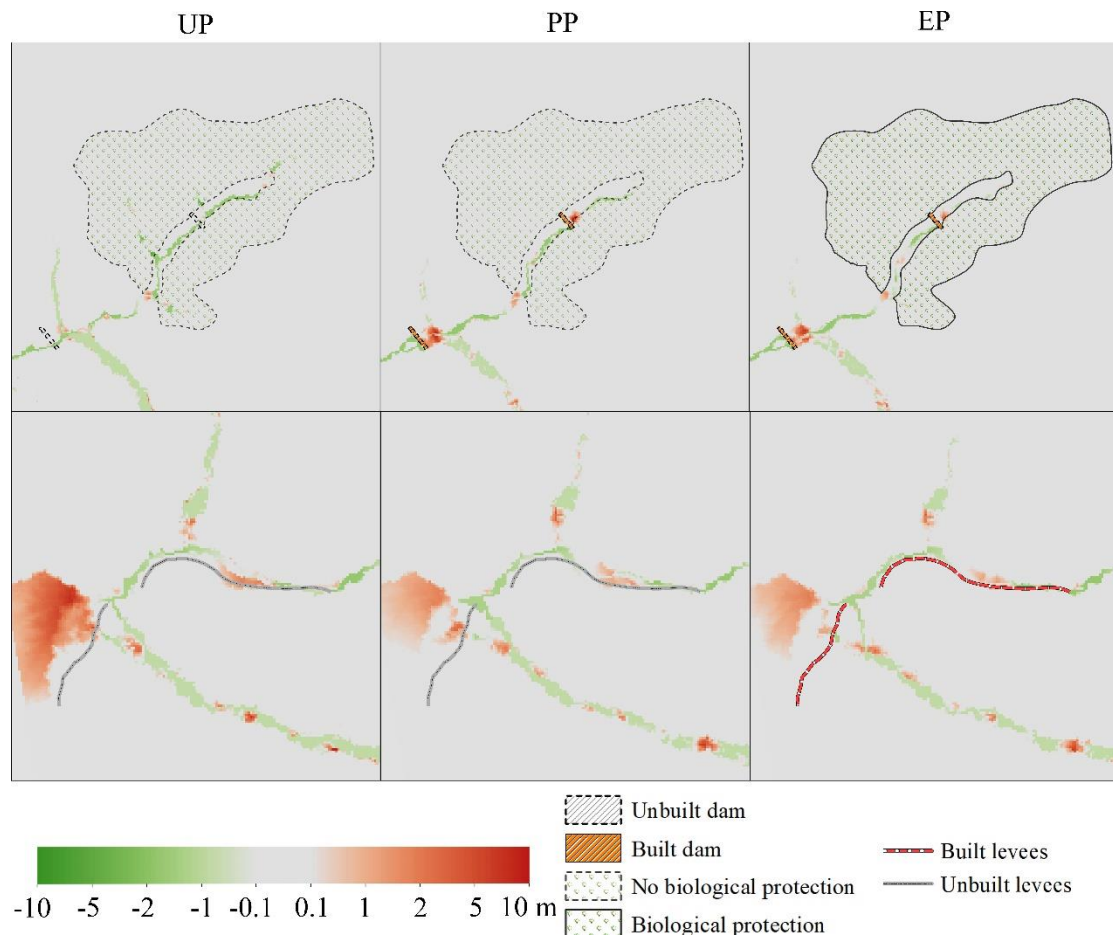 UP PP EP
Unbuilt dam
Built dam
No biological protection
Biological protection
Built levees
Unbuilt levees
-10 -5 -2 -1 -0.1 0.1 1 2 5 10 m